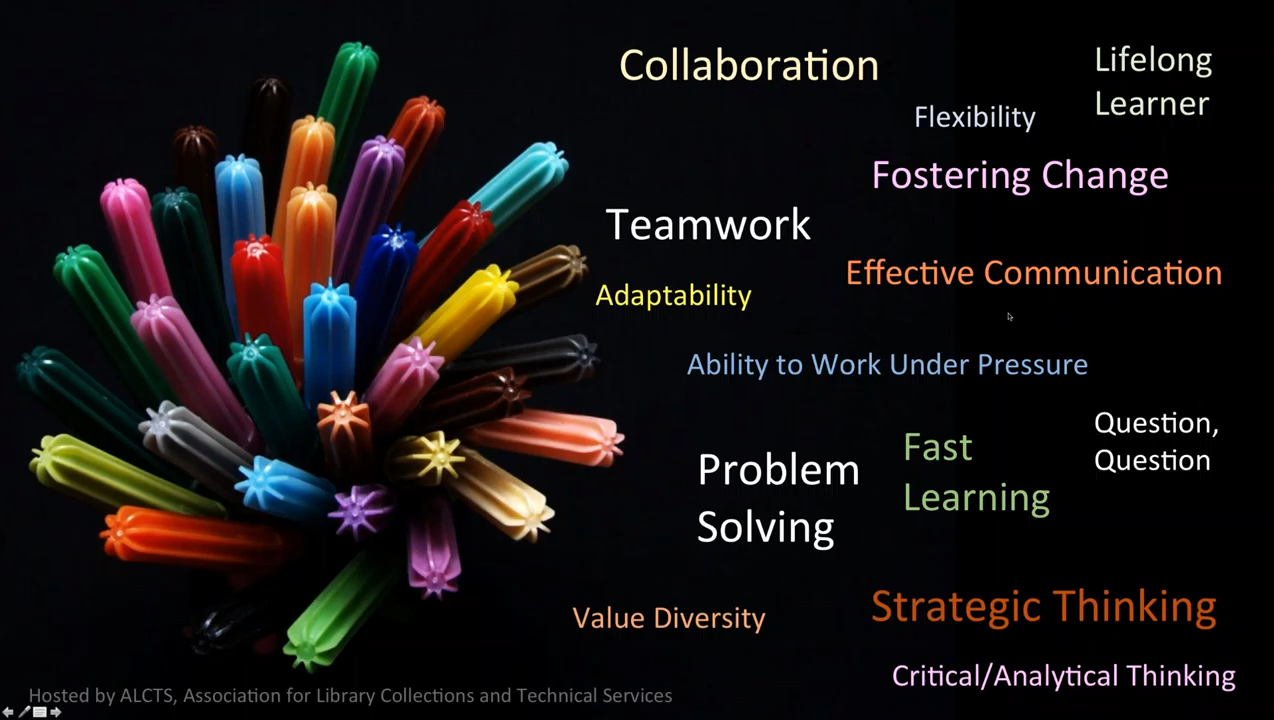 Collaboration
Lifelong
Learner
Flexibility
Fostering Change
Teamwork
Effective Communication
Adaptability
Ability to Work Under Pressure
Question,
Question
Fast
Learning
Problem
Solving
Strategic Thinking
Value Diversity
Critical/Analytical Thinking
Hosted by ALCTS, Association for Library Collections and Technical Services